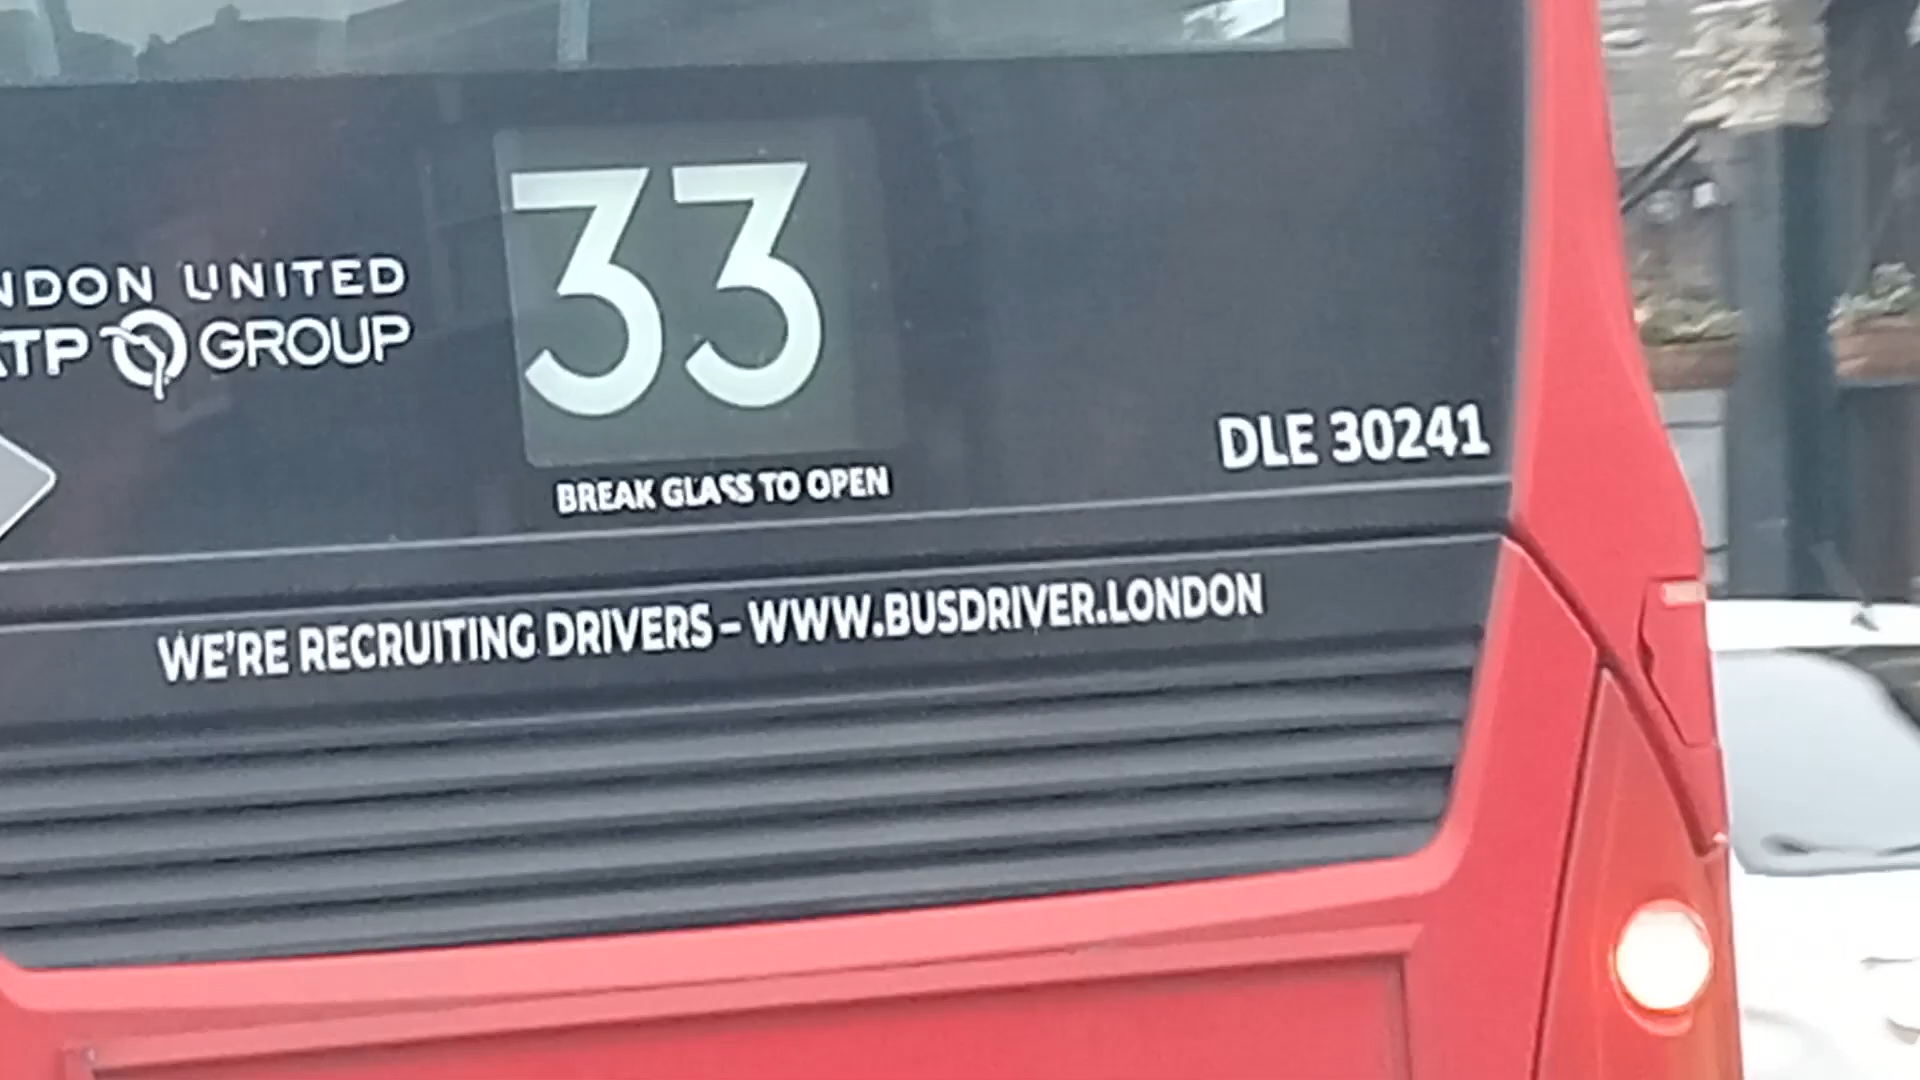 NDON UNITED
ATP GROUP
33
DLE 30241
BREAK GLASS TO OPEN
WE'RE RECRUITING DRIVERS - WWW.BUSDRIVER.LONDON